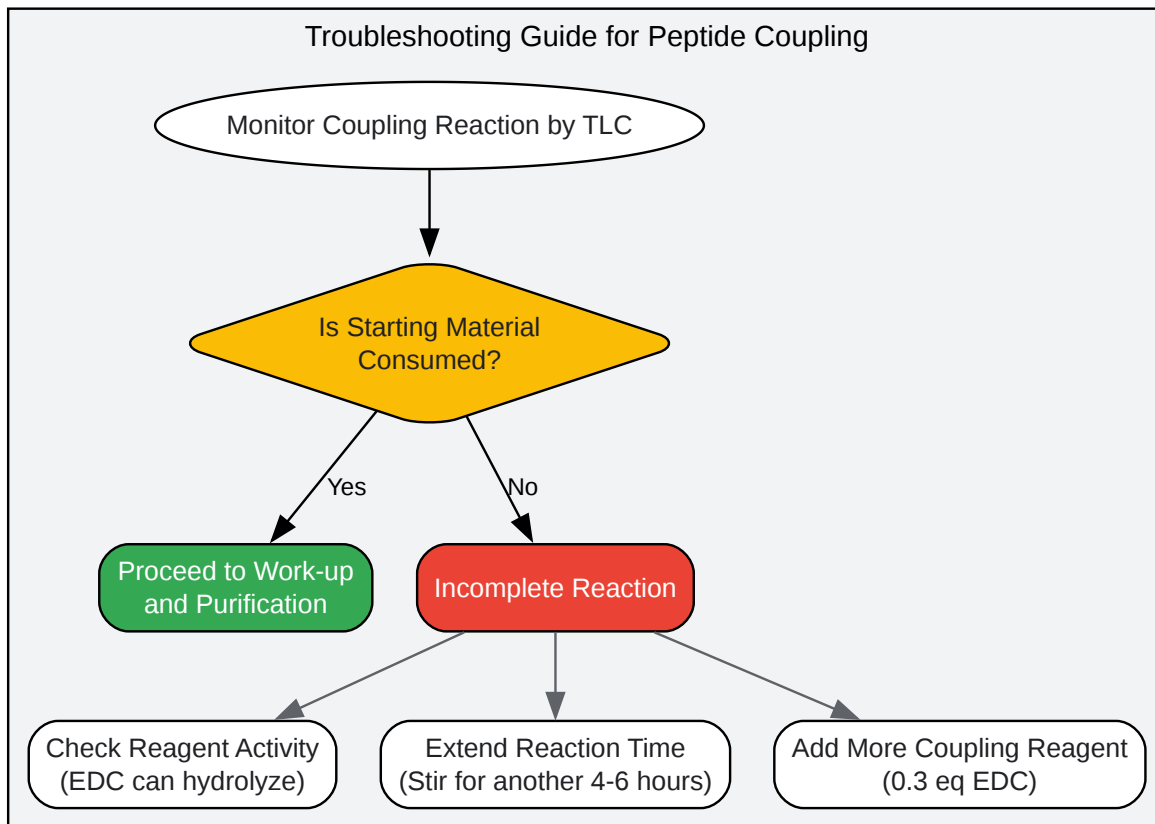 Troubleshooting Guide for Peptide Coupling
Monitor Coupling Reaction by TLC
Is Starting Material
Consumed?
Yes
No
Proceed to Work-up
and Purification
Incomplete Reaction
Check Reagent Activity
(EDC can hydrolyze)
Extend Reaction Time
(Stir for another 4-6 hours)
Add More Coupling Reagent
(0.3 eq EDC)